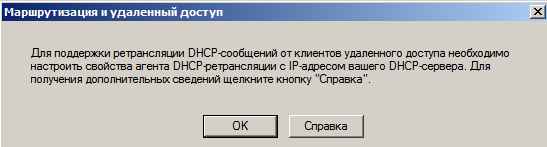 Маршрутизация и удаленный доступ
Для поддержки ретрансляции DHCP-сообщений от клиентов удаленного доступа необходимо
настроить свойства агента DHCP-ретрансляции с IP-адресом вашего DHCP-сервера. Для
получения дополнительных сведений щелкните кнопку "Справка".
OK
Справка